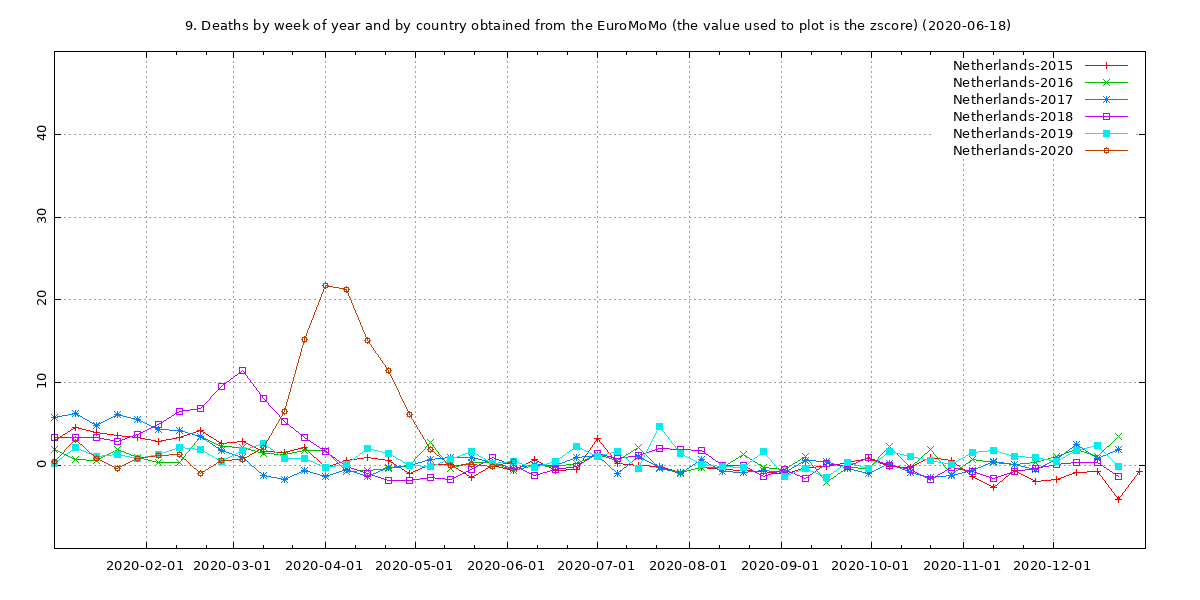 9. Deaths by week of year and by country obtained from the EuroMoMo (the value used to plot is the zscore) (2020-06-18)
Netherlands-2015
Netherlands-2016
Netherlands-2017
Netherlands-2018
Netherlands-2019
Netherlands-2020
40
30
20
10
0
2020-02-01 2020-03-01 2020-04-01 2020-05-01 2020-06-01 2020-07-01 2020-08-01 2020-09-01 2020-10-01 2020-11-01 2020-12-01